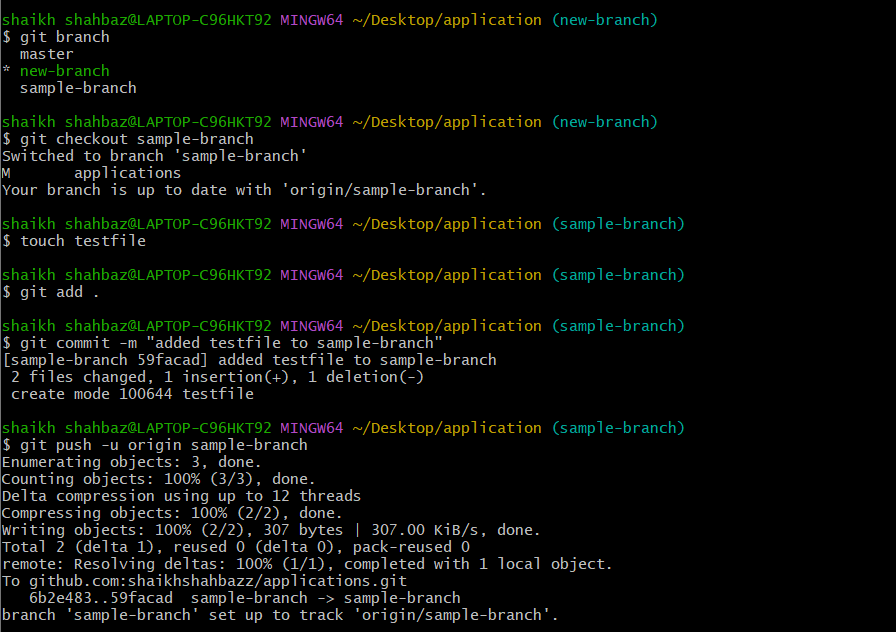 shaikh shahbaz@LAPTOP-C96HKT92 MINGW64 ~/Desktop/application (new-branch)
$ git branch
  master
* new-branch
  sample-branch

shaikh shahbaz@LAPTOP-C96HKT92 MINGW64 ~/Desktop/application (new-branch)
$ git checkout sample-branch
Switched to branch 'sample-branch'
M       applications
Your branch is up to date with 'origin/sample-branch'.

shaikh shahbaz@LAPTOP-C96HKT92 MINGW64 ~/Desktop/application (sample-branch)
$ touch testfile

shaikh shahbaz@LAPTOP-C96HKT92 MINGW64 ~/Desktop/application (sample-branch)
$ git add .

shaikh shahbaz@LAPTOP-C96HKT92 MINGW64 ~/Desktop/application (sample-branch)
$ git commit -m "added testfile to sample-branch"
[sample-branch 59facad] added testfile to sample-branch
 2 files changed, 1 insertion(+), 1 deletion(-)
 create mode 100644 testfile

shaikh shahbaz@LAPTOP-C96HKT92 MINGW64 ~/Desktop/application (sample-branch)
$ git push -u origin sample-branch
Enumerating objects: 3, done.
Counting objects: 100% (3/3), done.
Delta compression using up to 12 threads
Compressing objects: 100% (2/2), done.
Writing objects: 100% (2/2), 307 bytes | 307.00 KiB/s, done.
Total 2 (delta 1), reused 0 (delta 0), pack-reused 0
remote: Resolving deltas: 100% (1/1), completed with 1 local object.
To github.com:shaikhshahbazz/applications.git
   6b2e483..59facad  sample-branch -> sample-branch
branch 'sample-branch' set up to track 'origin/sample-branch'.